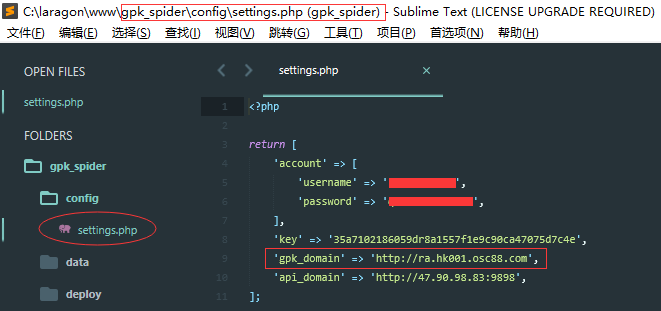 C:\laragon\www\gpk_spider\config\settings.php (gpk_spider) - Sublime Text (LICENSE UPGRADE REQUIRED)
文件(F) 编辑(E) 选择(S) 查找(I) 视图(V) 跳转(G) 工具(T) 项目(P) 首选项(N) 帮助(H)
OPEN FILES
settings.php
FOLDERS
gpk_spider
config
settings.php
data
deploy
settings.php ×
1 <?php
2
3 return [
4 'account' => [
5 'username' => '',
6 'password' => '',
7 ],
8 'key' => '35a7102186059dr8a1557f1e9c90ca47075d7c4e',
9 'gpk_domain' => 'http://ra.hk001.osc88.com',
10 'api_domain' => 'http://47.90.98.83:9898',
11 ];